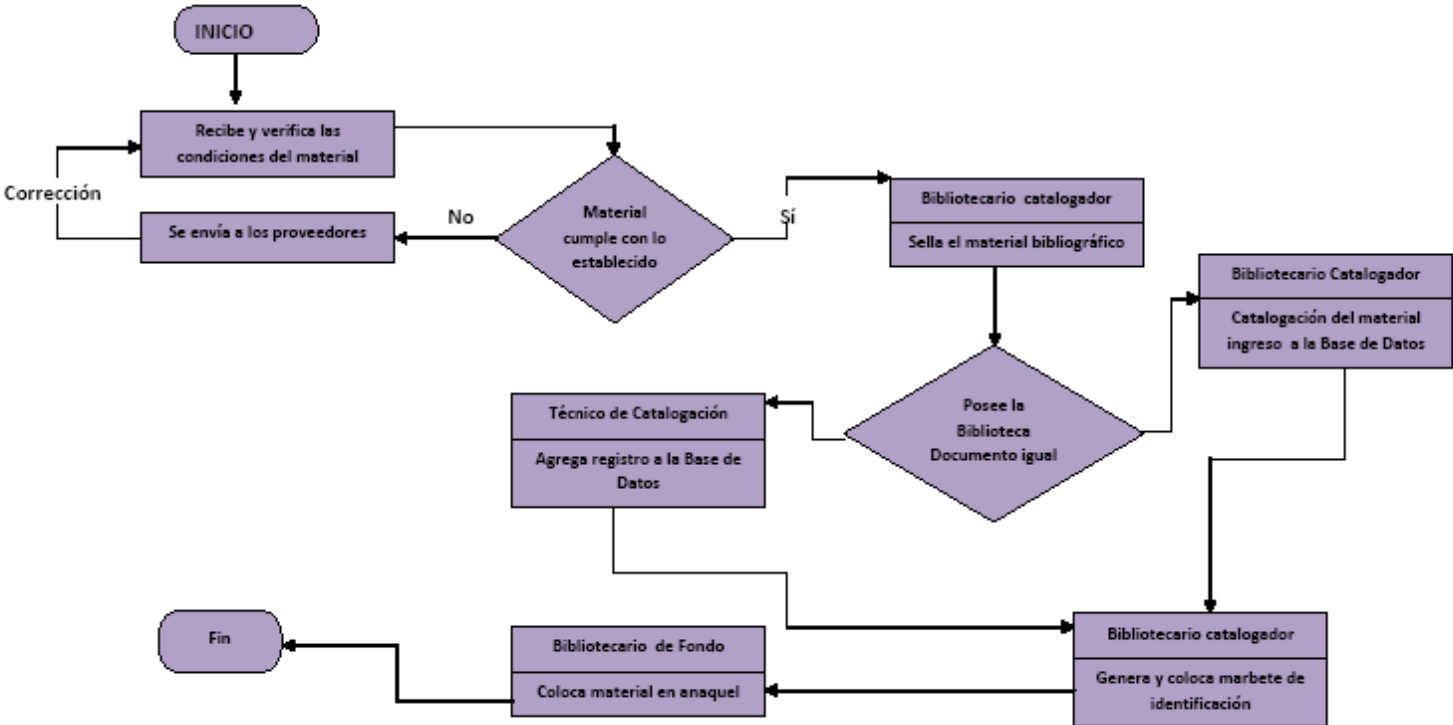 INICIO
Recibe y verifica las
condiciones del material
Corrección
Se envía a los proveedores
No
Material
cumple con lo
establecido
Sí
Bibliotecario catalogador
Sella el material bibliográfico
Bibliotecario Catalogador
Catalogación del material
ingreso a la Base de Datos
Posee la
Biblioteca
Documento igual
Técnico de Catalogación
Agrega registro a la Base de
Datos
Bibliotecario catalogador
Genera y coloca marbete de
identificación
Bibliotecario de Fondo
Coloca material en anaquel
Fin